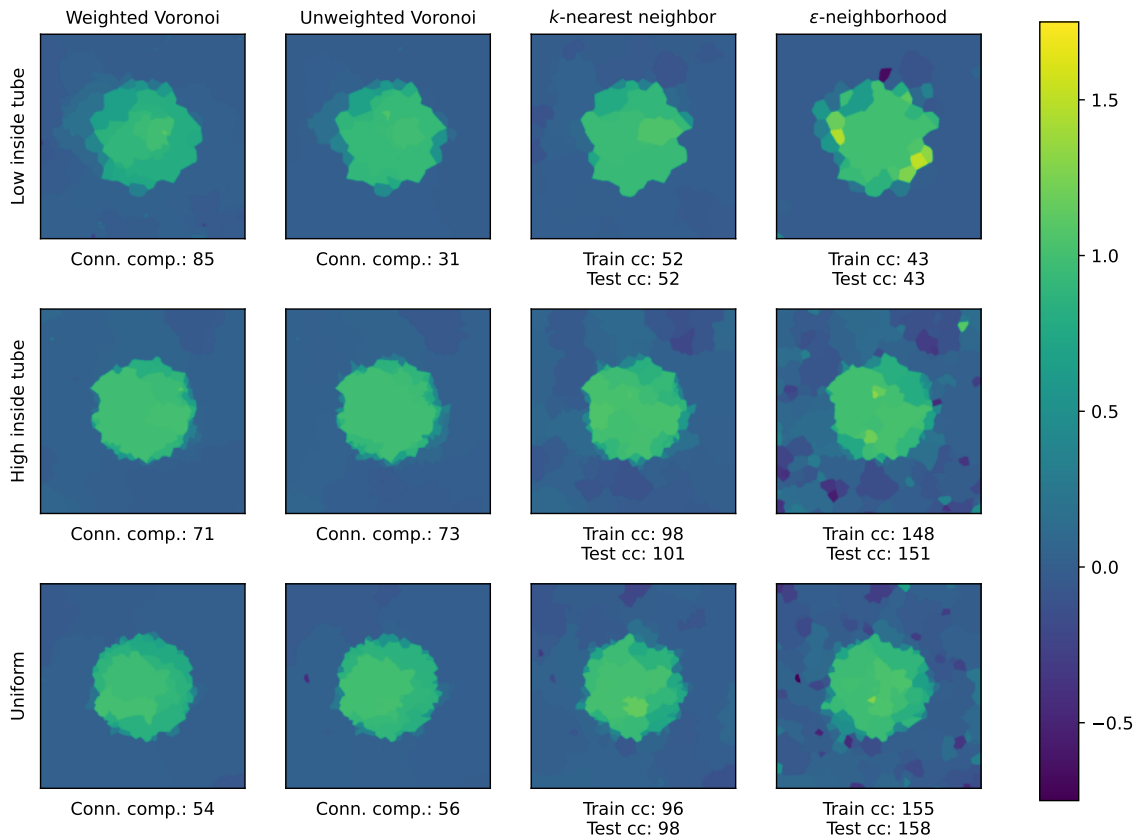 Weighted Voronoi
Unweighted Voronoi
k-nearest neighbor
ε-neighborhood
Low inside tube
Conn. comp.: 85
Conn. comp.: 31
Train cc: 52
Test cc: 52
Train cc: 43
Test cc: 43
High inside tube
Conn. comp.: 71
Conn. comp.: 73
Train cc: 98
Test cc: 101
Train cc: 148
Test cc: 151
Uniform
Conn. comp.: 54
Conn. comp.: 56
Train cc: 96
Test cc: 98
Train cc: 155
Test cc: 158
1.5
1.0
0.5
0.0
−0.5